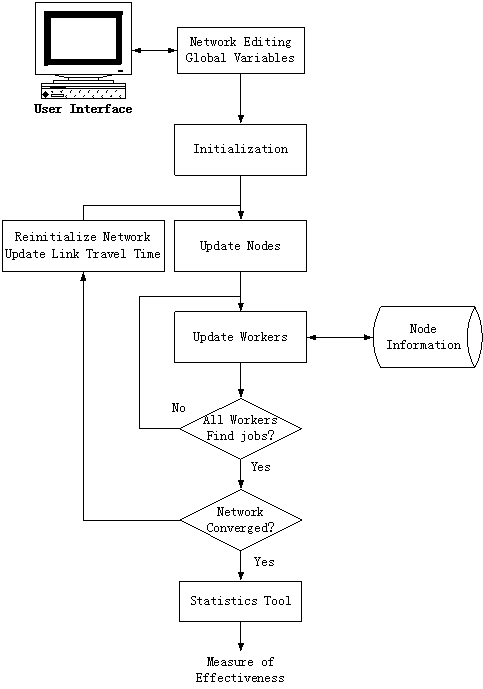 Network Editing
Global Variables
User Interface
Initialization
Reinitialize Network
Update Link Travel Time
Update Nodes
Update Workers
Node
Information
No
All Workers
Find jobs?
Yes
Network
Converged?
Yes
Statistics Tool
Measure of
Effectiveness